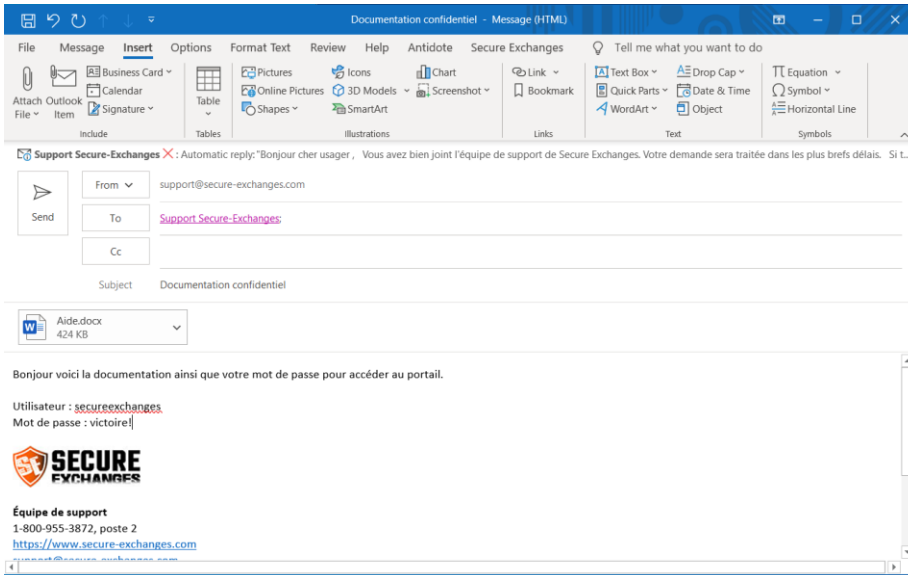 Documentation confidentiel - Message (HTML)
File Message Insert Options Format Text Review Help Antidote Secure Exchanges Tell me what you want to do
Business Card Pictures Icons Chart Link Text Box Drop Cap Equation
Calendar Online Pictures 3D Models Screenshot Bookmark Quick Parts Date & Time Symbol
Attach File Outlook Item Signature Table Shapes SmartArt WordArt Object Horizontal Line
Include Tables Illustrations Links Text Symbols
Support Secure-Exchanges : Automatic reply:"Bonjour cher usager , Vous avez bien joint l'équipe de support de Secure Exchanges. Votre demande sera traitée dans les plus brefs délais. Si t..
From support@secure-exchanges.com
Send To Support Secure-Exchanges;
Cc
Subject Documentation confidentiel
Aide.docx
424 KB
Bonjour voici la documentation ainsi que votre mot de passe pour accéder au portail.
Utilisateur : secureexchanges
Mot de passe : victoire!
SE SECURE
EXCHANGES
Équipe de support
1-800-955-3872, poste 2
https://www.secure-exchanges.com
support@secure-exchanges.com